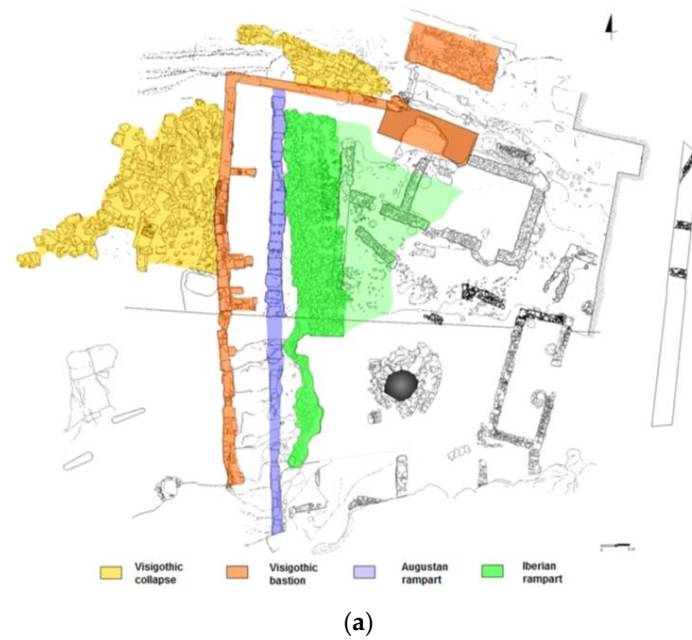 Visigothic collapse
Visigothic bastion
Augustan rampart
Iberian rampart
(a)